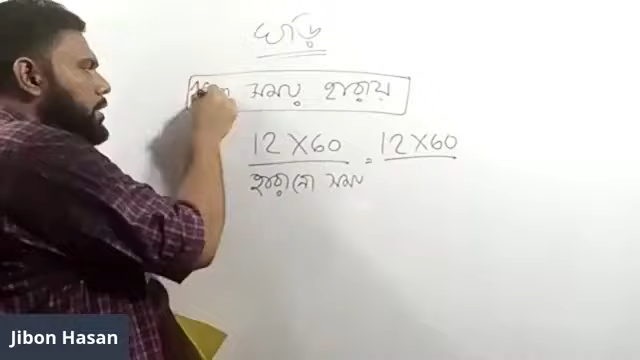 ঘড়ি
সময় হারায়
12 X 60 = 12 X 60
হারানো সময়
Jibon Hasan